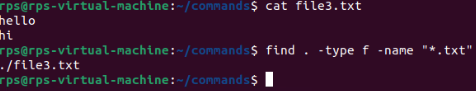 rps@rps-virtual-machine:~/commands$ cat file3.txt
hello
hi
rps@rps-virtual-machine:~/commands$ find . -type f -name "*.txt"
./file3.txt
rps@rps-virtual-machine:~/commands$